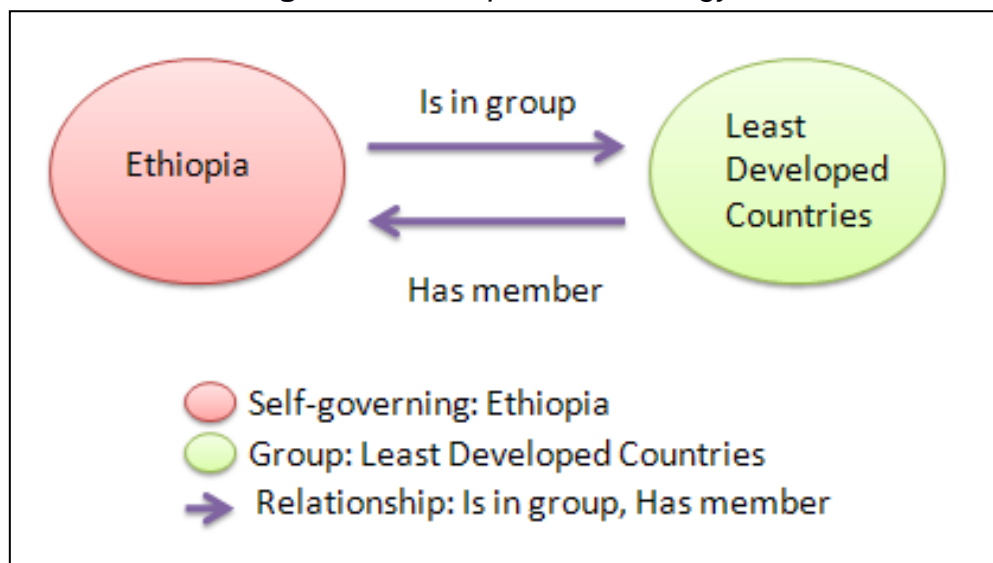 Is in group
Ethiopia
Least
Developed
Countries
Has member
Self-governing: Ethiopia
Group: Least Developed Countries
Relationship: Is in group, Has member